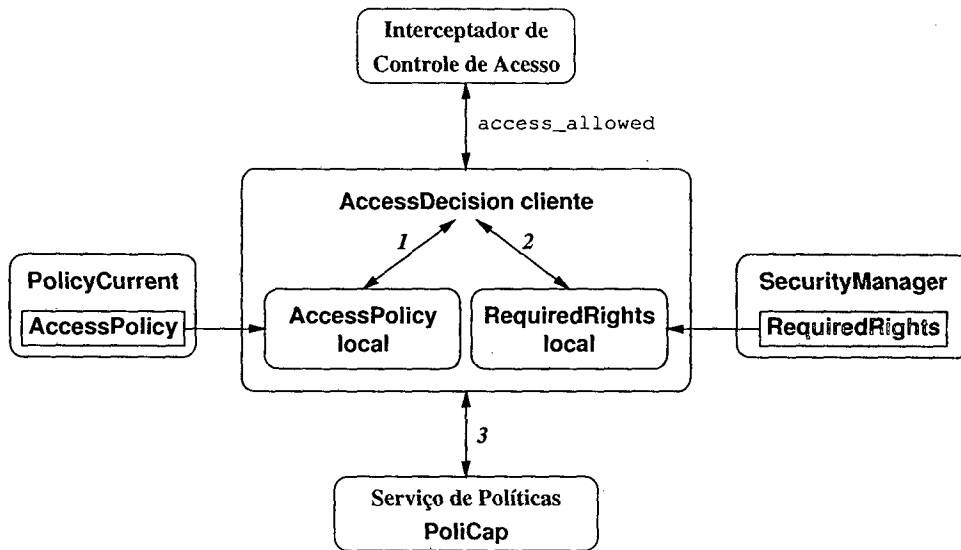 Interceptador de
Controle de Acesso
access_allowed
AccessDecision cliente
1
2
PolicyCurrent
AccessPolicy
AccessPolicy
local
RequiredRights
local
SecurityManager
RequiredRights
3
Serviço de Políticas
PoliCap